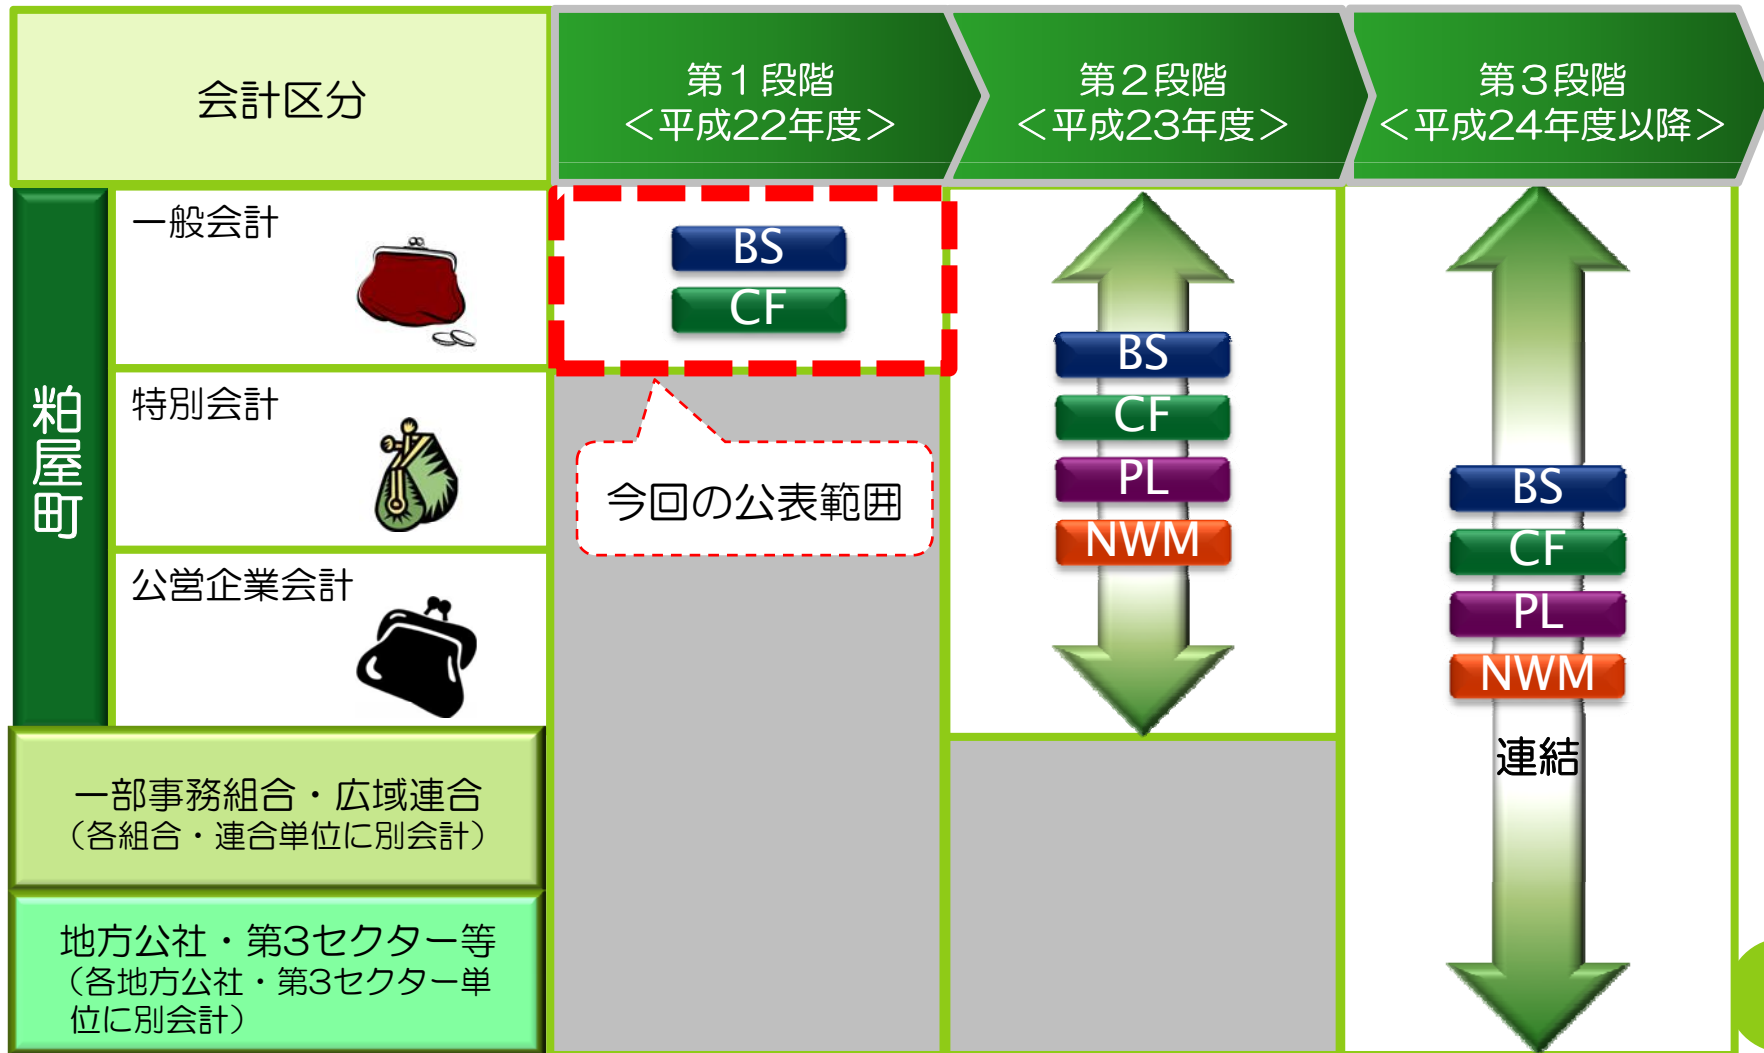 会計区分
第１段階
＜平成22年度＞
第２段階
＜平成23年度＞
第３段階
＜平成24年度以降＞
粕屋町
一般会計
BS
CF
特別会計
今回の公表範囲
公営企業会計
BS
CF
PL
NWM
BS
CF
PL
NWM
連結
一部事務組合・広域連合
（各組合・連合単位に別会計）
地方公社・第3セクター等
（各地方公社・第3セクター単
位に別会計）